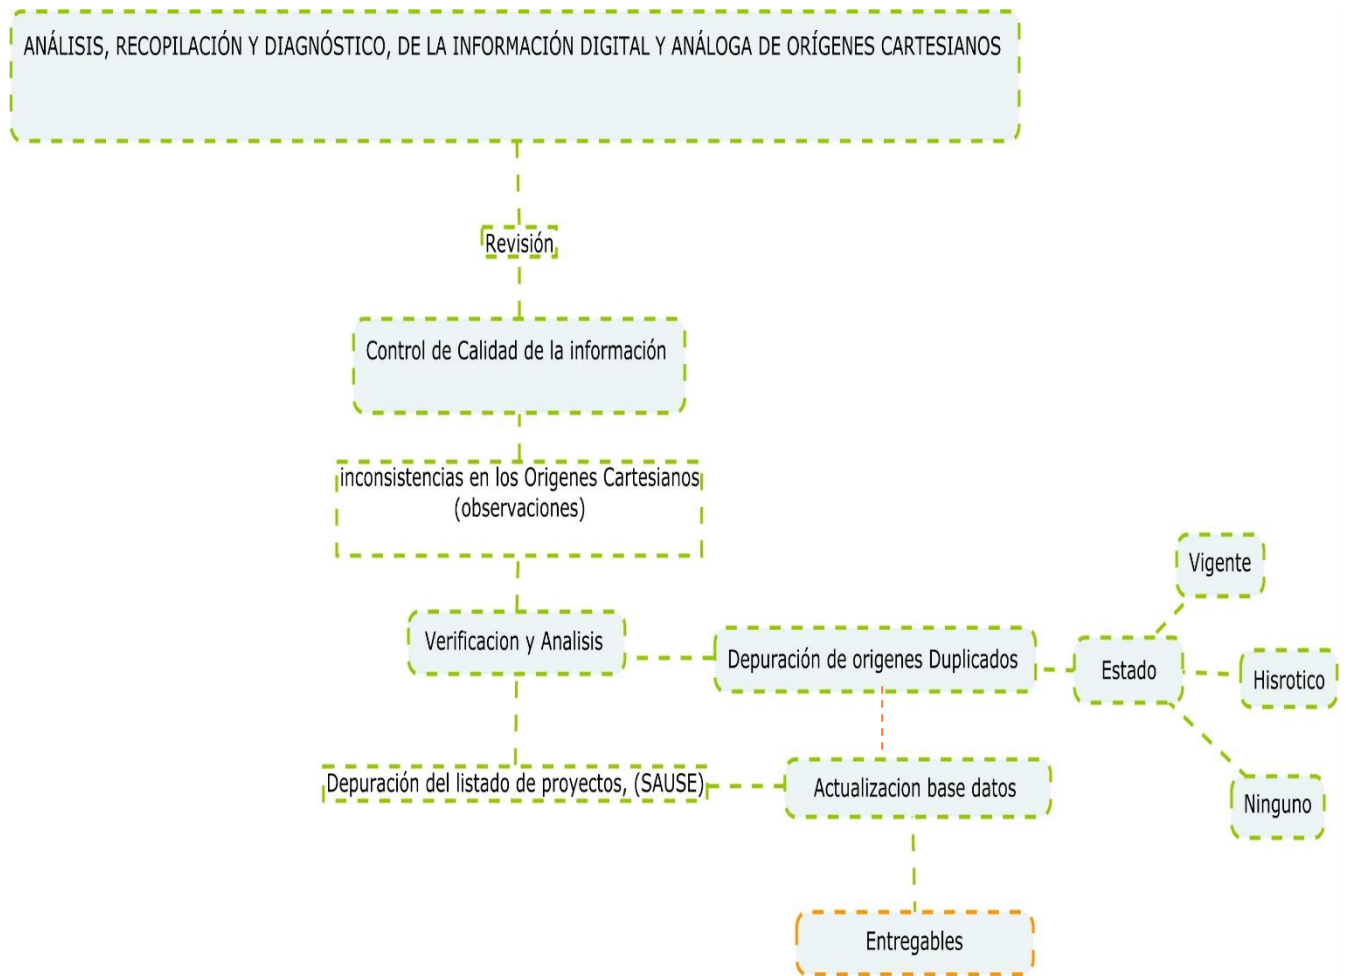 ANÁLISIS, RECOPILACIÓN Y DIAGNÓSTICO, DE LA INFORMACIÓN DIGITAL Y ANÁLOGA DE ORÍGENES CARTESIANOS
Revisión
Control de Calidad de la información
inconsistencias en los Origenes Cartesianos
(observaciones)
Verificacion y Analisis
Depuración de origenes Duplicados
Estado
Vigente
Hisrotico
Ninguno
Depuración del listado de proyectos, (SAUSE)
Actualizacion base datos
Entregables